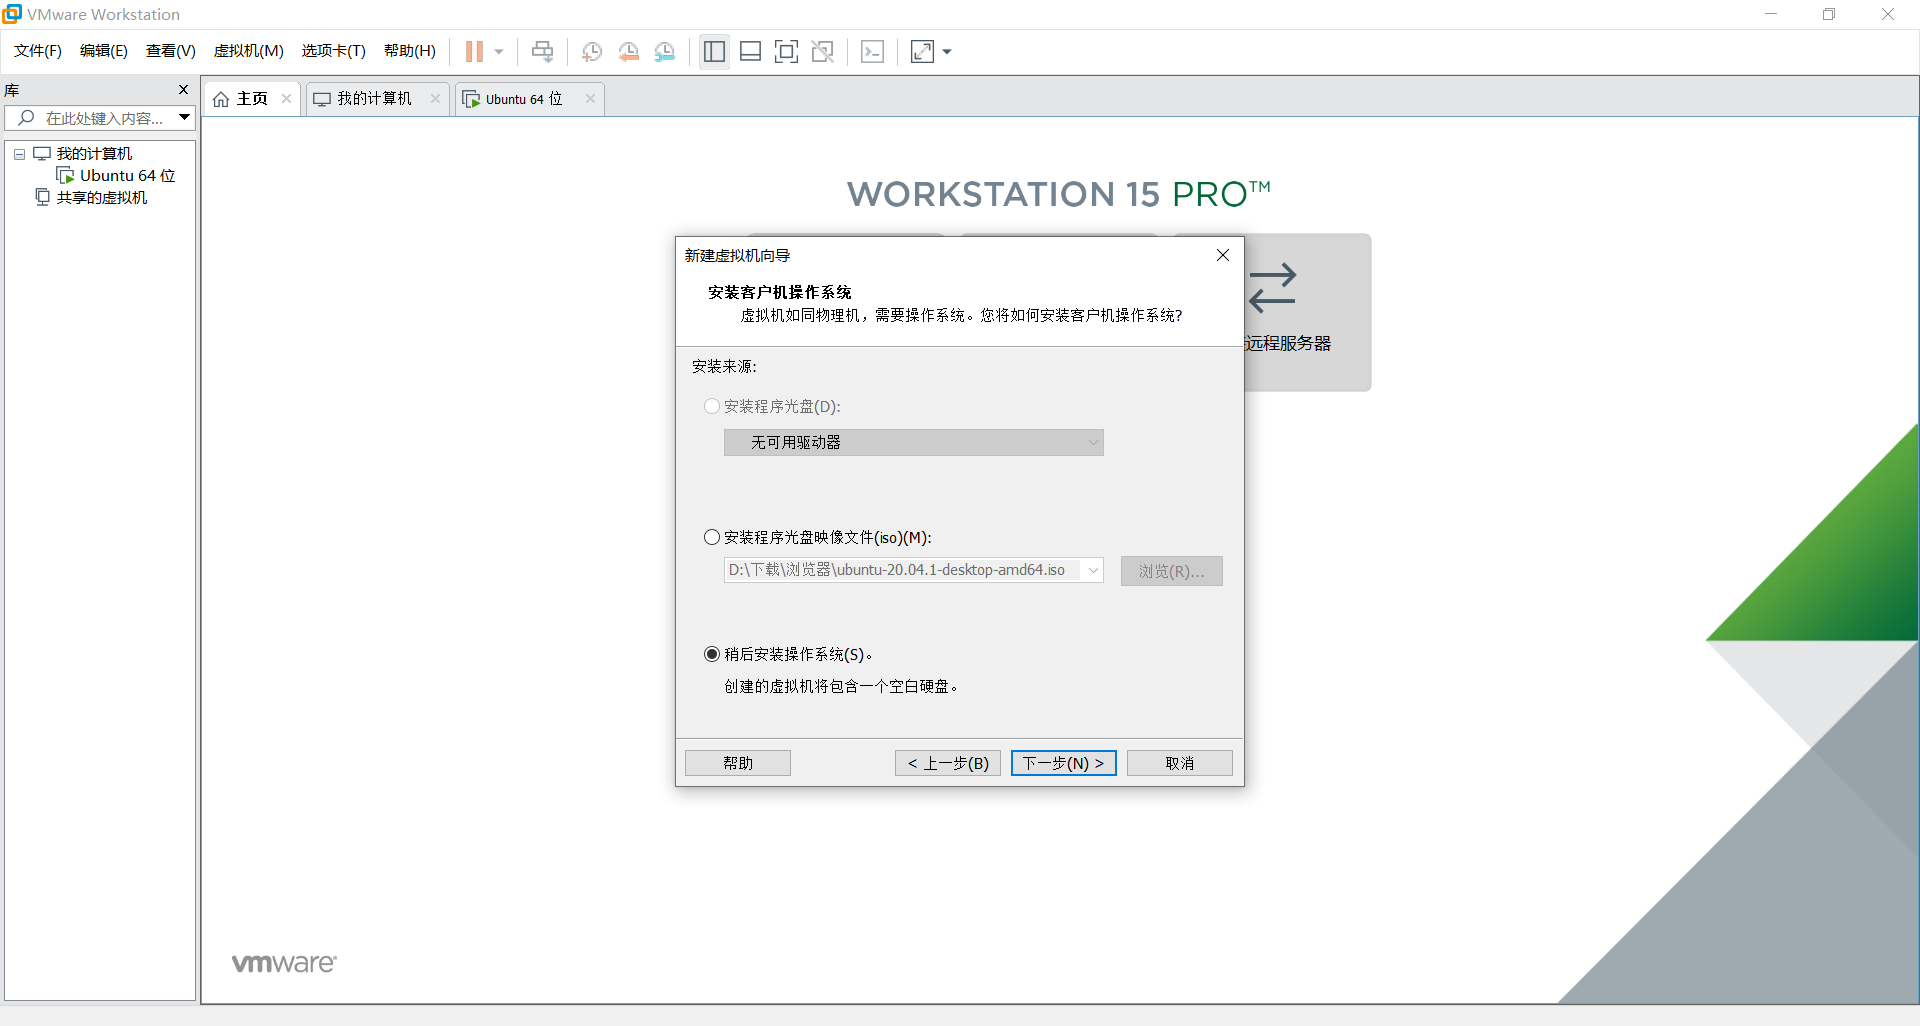 VMware Workstation
文件(F) 编辑(E) 查看(V) 虚拟机(M) 选项卡(T) 帮助(H)
库
主页 我的计算机 Ubuntu 64 位
在此处键入内容...
我的计算机
Ubuntu 64 位
共享的虚拟机
WORKSTATION 15 PRO™
远程服务器
新建虚拟机向导
安装客户机操作系统
虚拟机如同物理机，需要操作系统。您将如何安装客户机操作系统?
安装来源:
安装程序光盘(D):
无可用驱动器
安装程序光盘映像文件(iso)(M):
D:\下载\浏览器\ubuntu-20.04.1-desktop-amd64.iso
浏览(R)...
稍后安装操作系统(S)。
创建的虚拟机将包含一个空白硬盘。
帮助 < 上一步(B) 下一步(N) > 取消
vmware